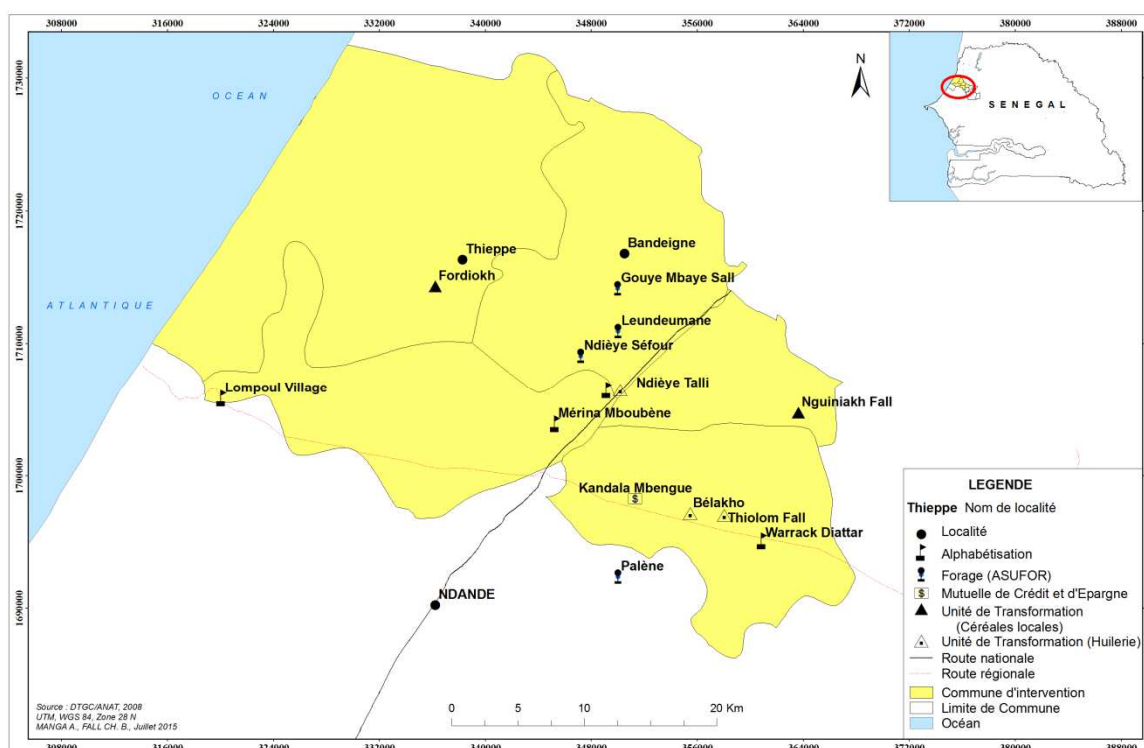 308000 316000 324000 332000 340000 348000 356000 364000 372000 380000 388000
1730000
1720000
1710000
1700000
1690000
OCEAN
ATLANTIQUE
N
SENEGAL
Thieppe
Fordiokh
Bandeigne
Gouye Mbaye Sall
Leundeumane
Ndièye Séfour
Ndièye Talli
Lompoul Village
Mérina Mboubène
Nguiniakh Fall
Kandala Mbengue
$
Bélakho
Thiolom Fall
Warrack Diattar
Palène
NDANDE
LEGENDE
Thieppe Nom de localité
Localité
Alphabétisation
Forage (ASUFOR)
$ Mutuelle de Crédit et d'Epargne
Unité de Transformation
(Céréales locales)
Unité de Transformation (Huilerie)
Route nationale
Route régionale
Commune d'intervention
Limite de Commune
Océan
Source : DTGC/ANAT, 2008
UTM, WGS 84, Zone 28 N
MANGA A., FALL CH. B., Juillet 2015
0 5 10 20 Km
308000 316000 324000 332000 340000 348000 356000 364000 372000 380000 388000